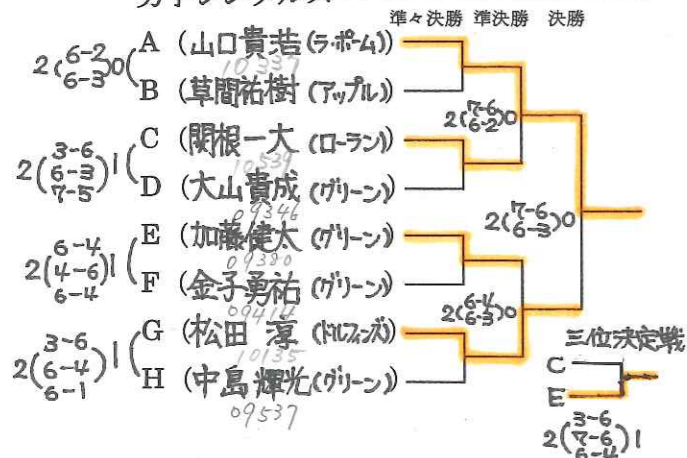 準々決勝 準決勝 決勝
2(6-2 6-3)0
A (山口貴浩(ラ・ポーム))
10337
B (草間祐樹(アップル))
2(7-6 6-2)0
2(3-6 6-3 7-5)1
C (関根一大(ローラン))
10539
D (大山貴成(グリーン))
09346
2(7-6 6-3)0
2(6-4 4-6 6-4)1
E (加藤健太(グリーン))
09380
F (金子勇祐(グリーン))
09414
2(6-4 6-3)0
2(3-6 6-4 6-1)1
G (松田 淳(ドルフィンズ))
10135
H (中島輝光(グリーン))
09537
三位決定戦
C
E
2(3-6 7-6 6-4)1